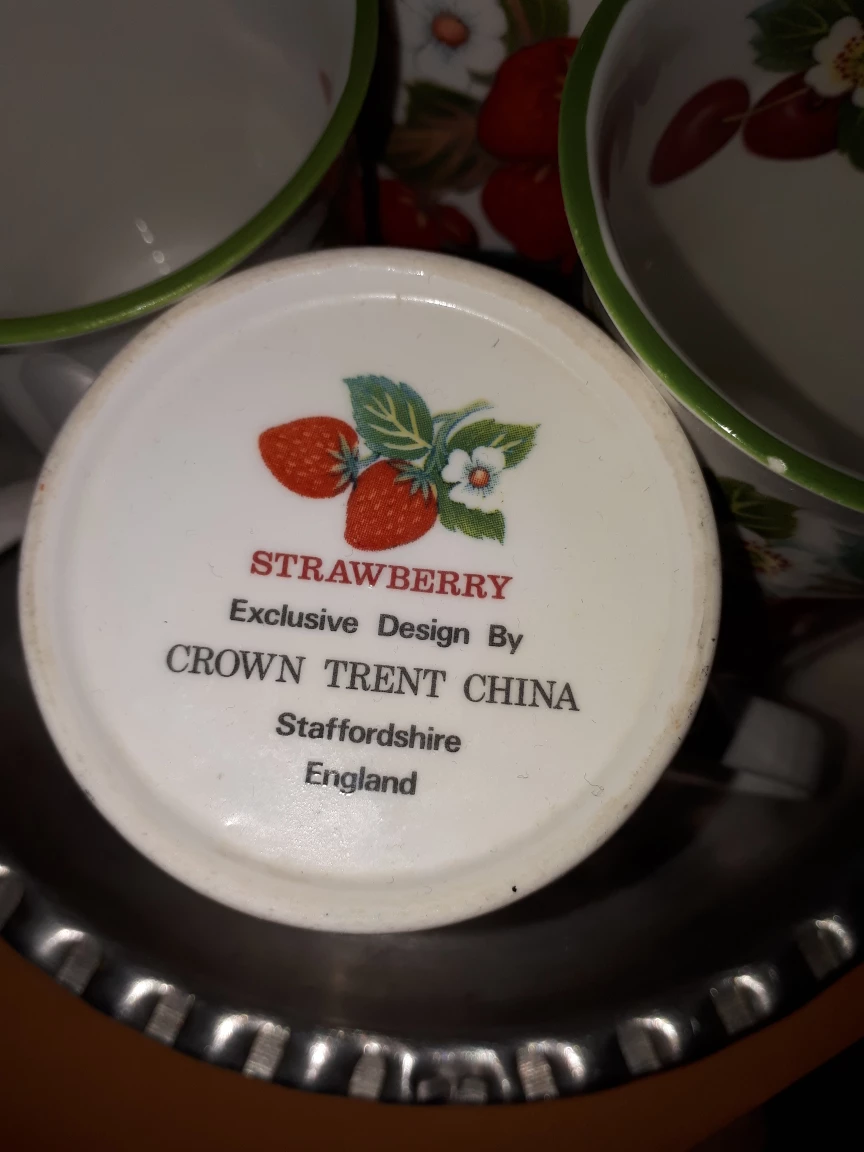 STRAWBERRY
Exclusive Design By
CROWN TRENT CHINA
Staffordshire
England